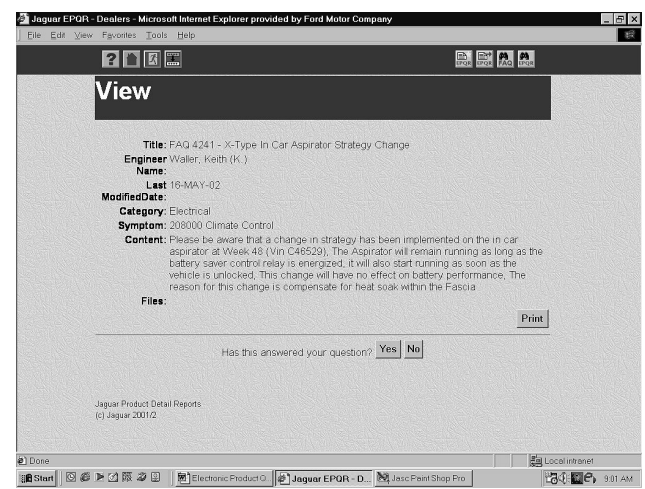 Jaguar EPQR - Dealers - Microsoft Internet Explorer provided by Ford Motor Company
File Edit View Favorites Tools Help
EPQR EPQR FAQ EPQR
View
Title: FAQ 4241 - X-Type In Car Aspirator Strategy Change
Engineer Waller, Keith (K.)
Name:
Last 16-MAY-02
ModifiedDate:
Category: Electrical
Symptom: 208000 Climate Control
Content: Please be aware that a change in strategy has been implemented on the in car
aspirator at Week 48 (Vin C46529), The Aspirator will remain running as long as the
battery saver control relay is energized, it will also start running as soon as the
vehicle is unlocked, This change will have no effect on battery performance, The
reason for this change is compensate for heat soak within the Fascia
Files:
Print
Has this answered your question? Yes No
Jaguar Product Detail Reports
(c) Jaguar 2001/2
Done Local intranet
Start Electronic Product Q... Jaguar EPQR - D... Jasc Paint Shop Pro 9:01 AM